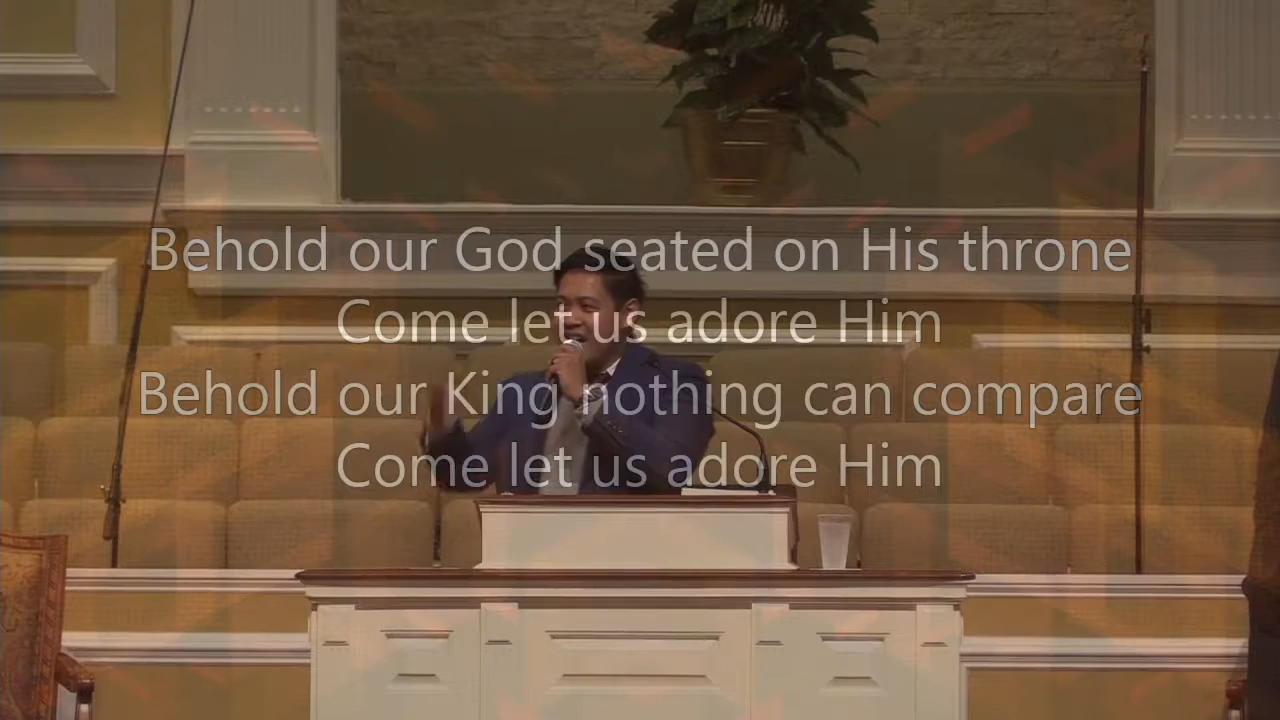 Behold our God seated on His throne
Come let us adore Him
Behold our King nothing can compare
Come let us adore Him